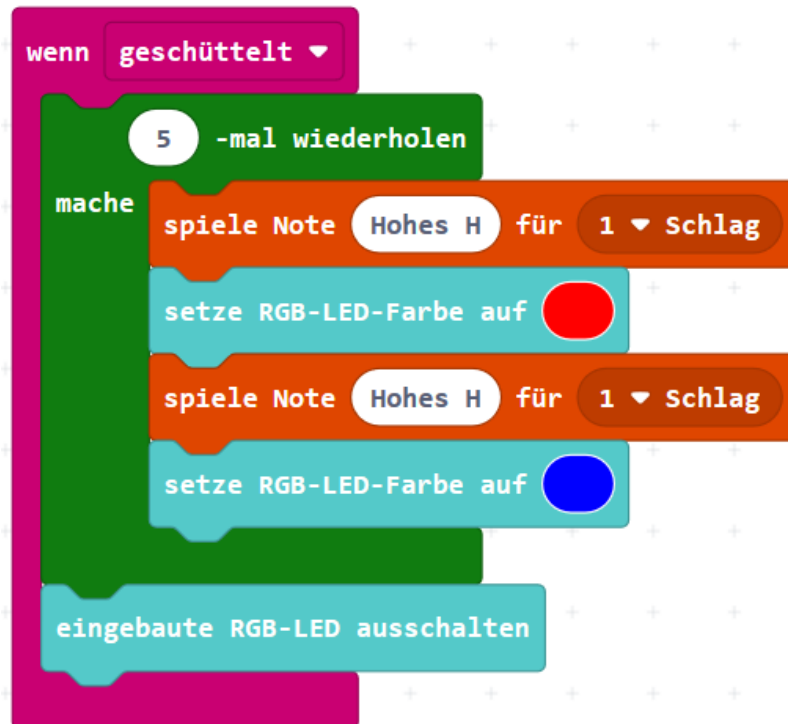 wenn geschüttelt
5 -mal wiederholen
mache
spiele Note Hohes H für 1 Schlag
setze RGB-LED-Farbe auf
spiele Note Hohes H für 1 Schlag
setze RGB-LED-Farbe auf
eingebaute RGB-LED ausschalten